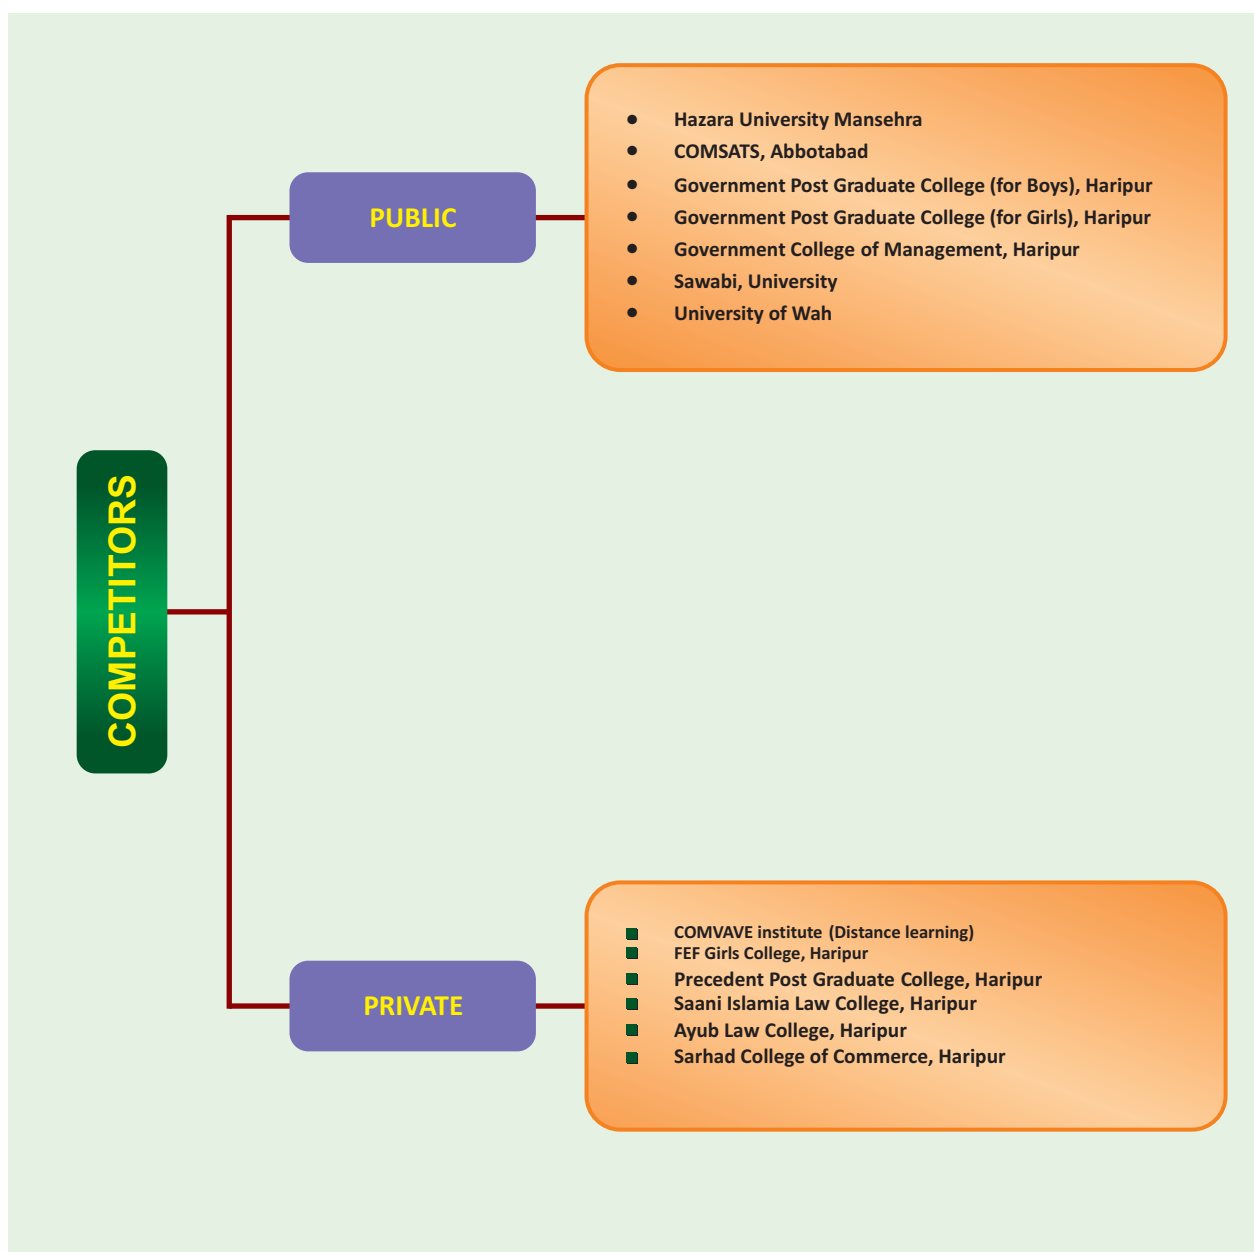 COMPETITORS
PUBLIC
● Hazara University Mansehra
● COMSATS, Abbotabad
● Government Post Graduate College (for Boys), Haripur
● Government Post Graduate College (for Girls), Haripur
● Government College of Management, Haripur
● Sawabi, University
● University of Wah
PRIVATE
■ COMVAVE institute (Distance learning)
■ FEF Girls College, Haripur
■ Precedent Post Graduate College, Haripur
■ Saani Islamia Law College, Haripur
■ Ayub Law College, Haripur
■ Sarhad College of Commerce, Haripur